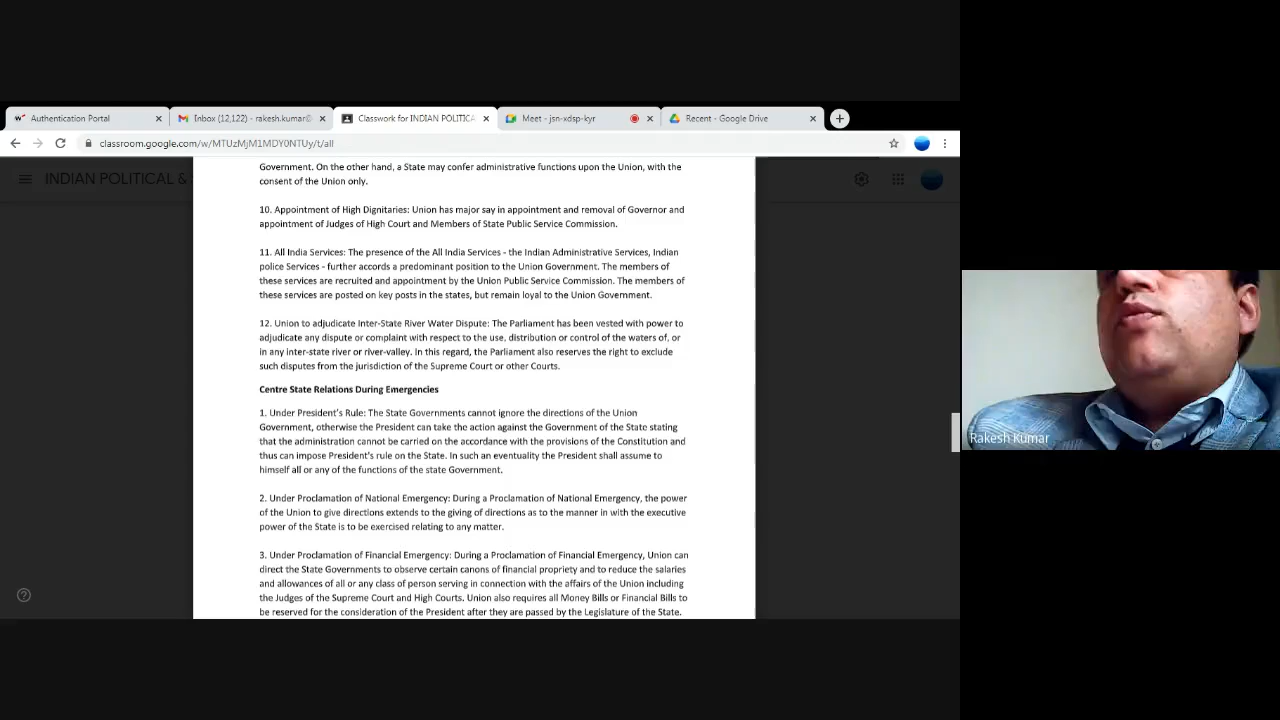 Authentication Portal
Inbox (12,122) - rakesh.kumar@
Classwork for INDIAN POLITICA
Meet - jsn-xdsp-kyr
Recent - Google Drive
classroom.google.com/w/MTUzMjM1MDY0NTUy/t/all
INDIAN POLITICAL &
Government. On the other hand, a State may confer administrative functions upon the Union, with the
consent of the Union only.
10. Appointment of High Dignitaries: Union has major say in appointment and removal of Governor and
appointment of Judges of High Court and Members of State Public Service Commission.
11. All India Services: The presence of the All India Services - the Indian Administrative Services, Indian
police Services - further accords a predominant position to the Union Government. The members of
these services are recruited and appointment by the Union Public Service Commission. The members of
these services are posted on key posts in the states, but remain loyal to the Union Government.
12. Union to adjudicate Inter-State River Water Dispute: The Parliament has been vested with power to
adjudicate any dispute or complaint with respect to the use, distribution or control of the waters of, or
in any inter-state river or river-valley. In this regard, the Parliament also reserves the right to exclude
such disputes from the jurisdiction of the Supreme Court or other Courts.
Centre State Relations During Emergencies
1. Under President's Rule: The State Governments cannot ignore the directions of the Union
Government, otherwise the President can take the action against the Government of the State stating
that the administration cannot be carried on the accordance with the provisions of the Constitution and
thus can impose President's rule on the State. In such an eventuality the President shall assume to
himself all or any of the functions of the state Government.
2. Under Proclamation of National Emergency: During a Proclamation of National Emergency, the power
of the Union to give directions extends to the giving of directions as to the manner in with the executive
power of the State is to be exercised relating to any matter.
3. Under Proclamation of Financial Emergency: During a Proclamation of Financial Emergency, Union can
direct the State Governments to observe certain canons of financial propriety and to reduce the salaries
and allowances of all or any class of person serving in connection with the affairs of the Union including
the Judges of the Supreme Court and High Courts. Union also requires all Money Bills or Financial Bills to
be reserved for the consideration of the President after they are passed by the Legislature of the State.
Rakesh Kumar